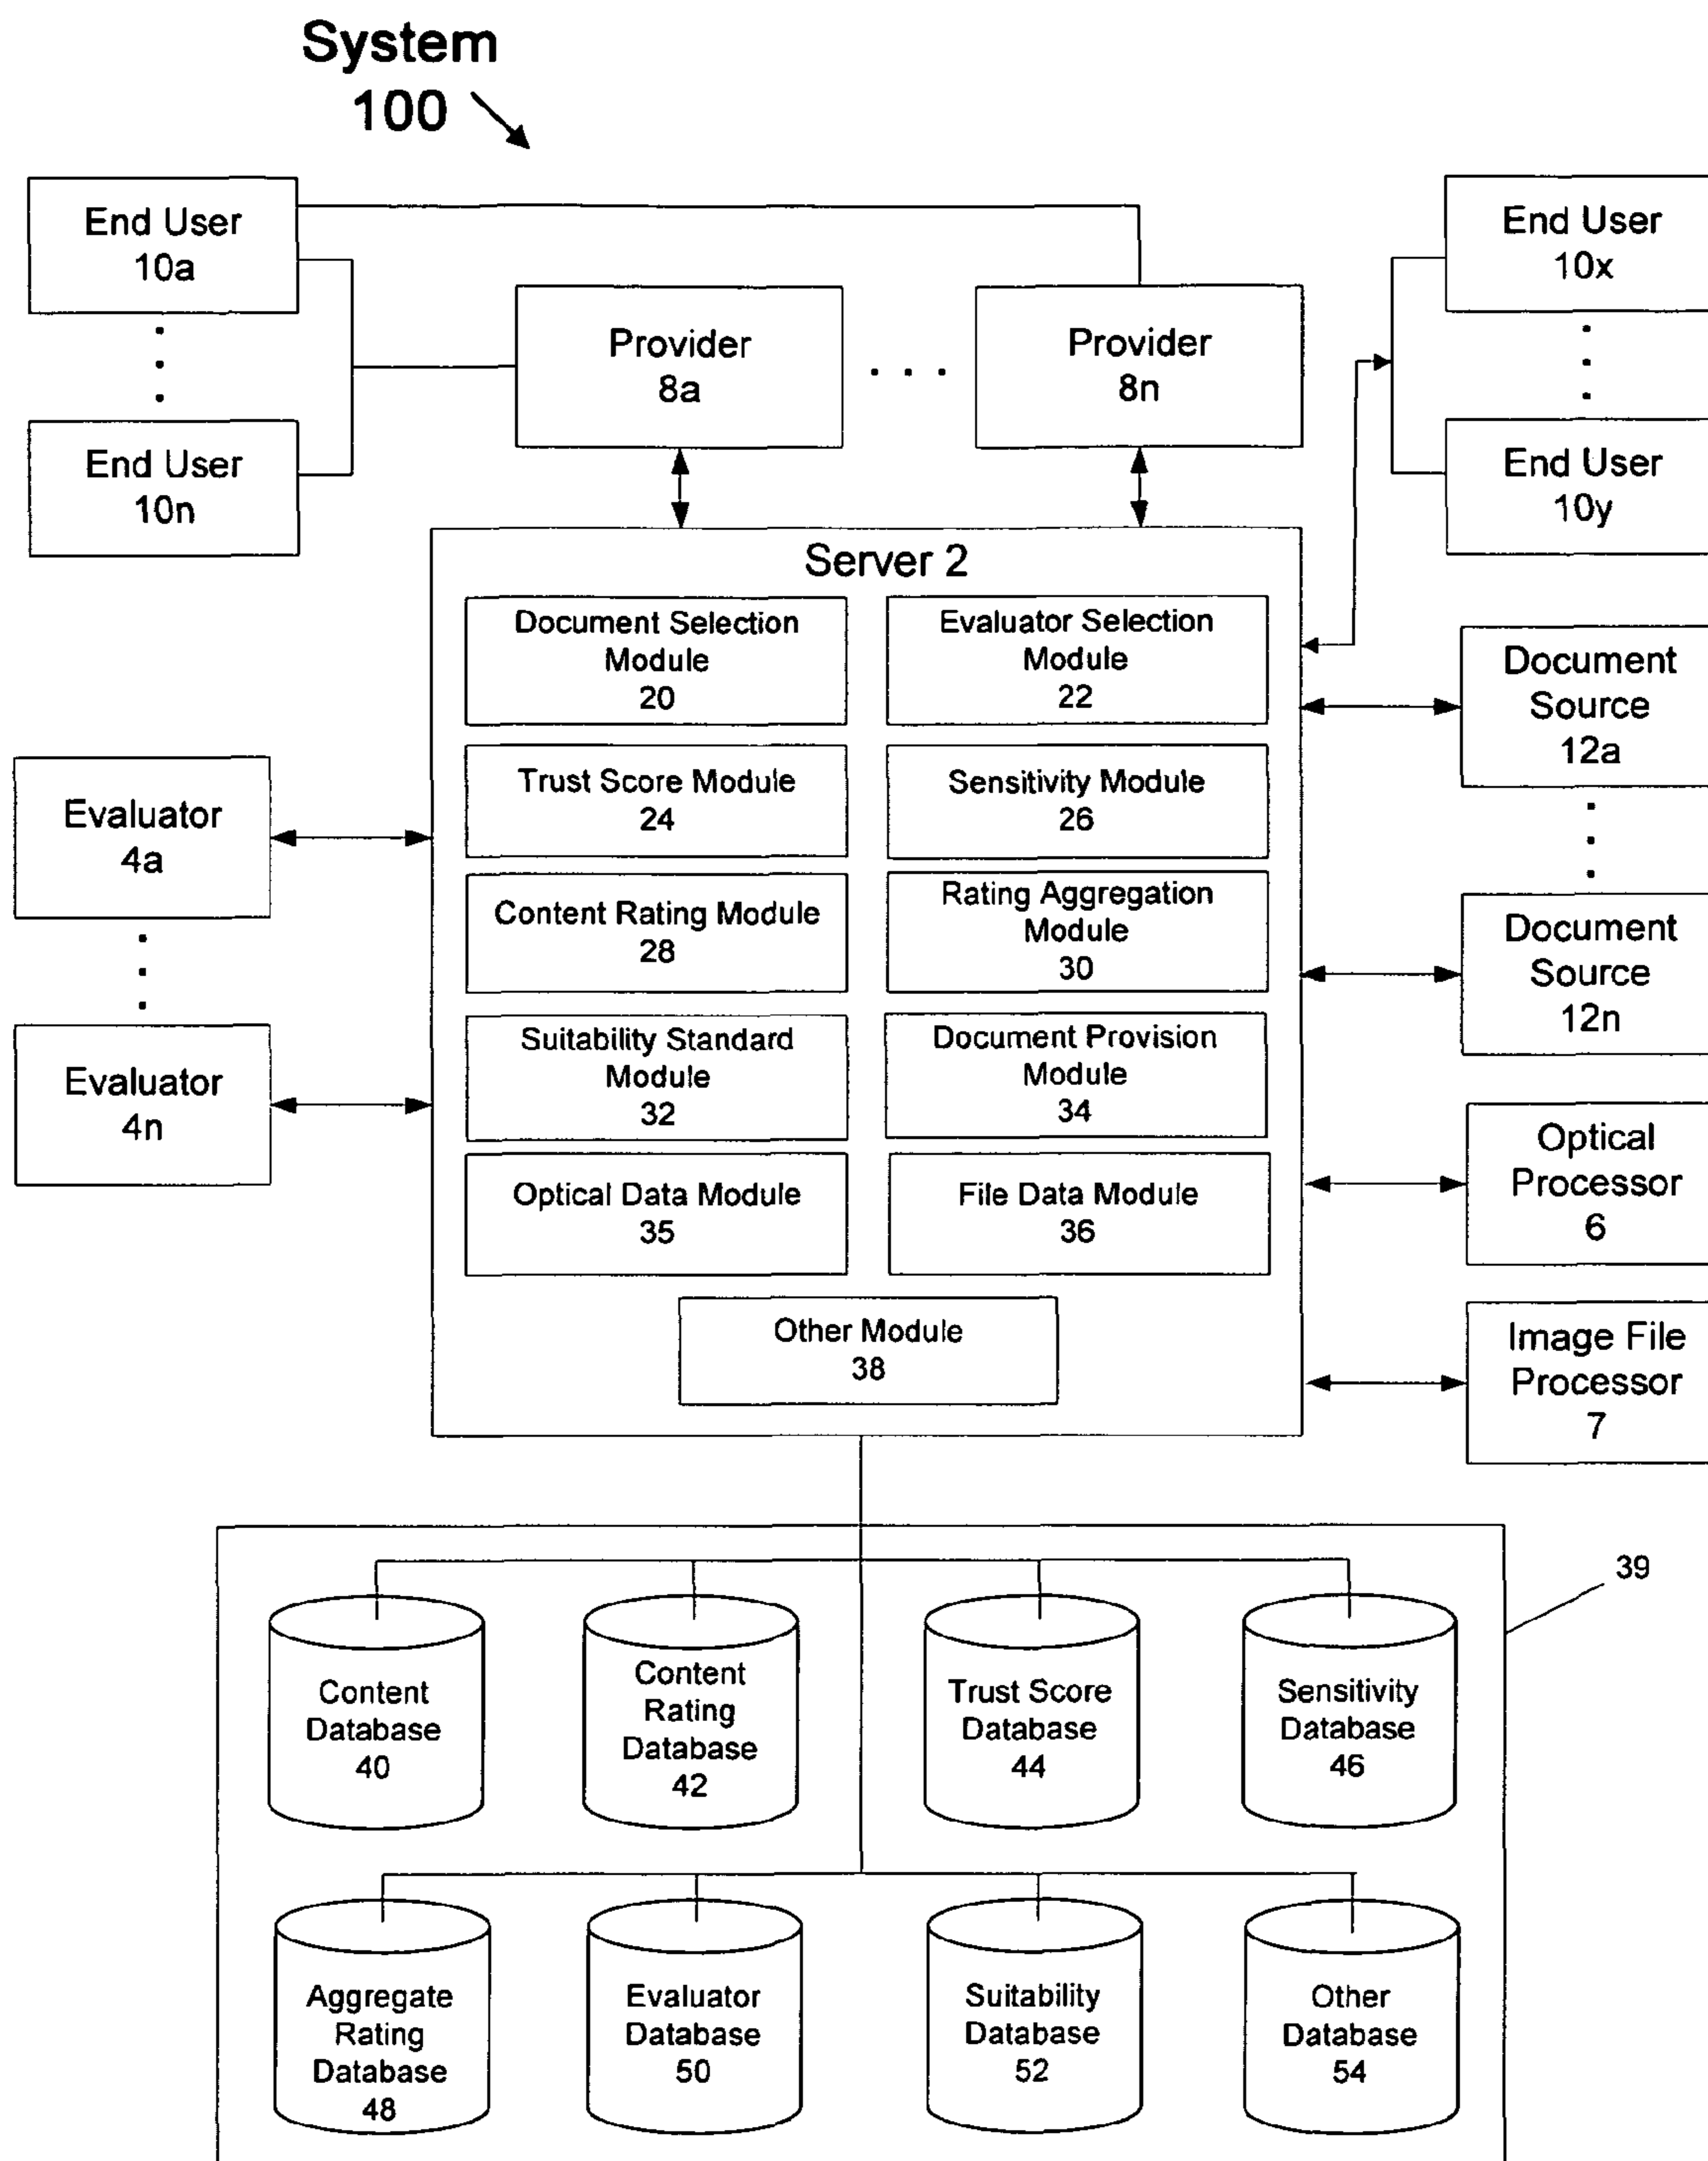 System
100
End User
10a
End User
10n
Provider
8a
. . .
Provider
8n
End User
10x
End User
10y
Server 2
Document Selection
Module
20
Evaluator Selection
Module
22
Trust Score Module
24
Sensitivity Module
26
Content Rating Module
28
Rating Aggregation
Module
30
Suitability Standard
Module
32
Document Provision
Module
34
Optical Data Module
35
File Data Module
36
Other Module
38
Evaluator
4a
Evaluator
4n
Document
Source
12a
Document
Source
12n
Optical
Processor
6
Image File
Processor
7
39
Content
Database
40
Content
Rating
Database
42
Trust Score
Database
44
Sensitivity
Database
46
Aggregate
Rating
Database
48
Evaluator
Database
50
Suitability
Database
52
Other
Database
54